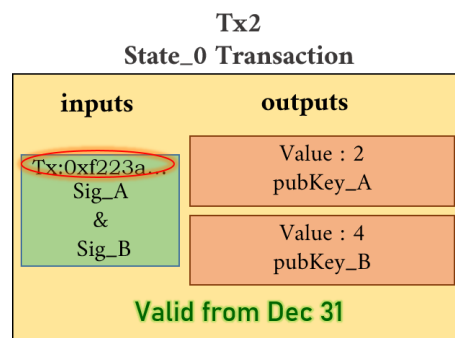 Tx2
State_0 Transaction
inputs
outputs
Tx:0xf223a...
Sig_A
&
Sig_B
Value : 2
pubKey_A
Value : 4
pubKey_B
Valid from Dec 31